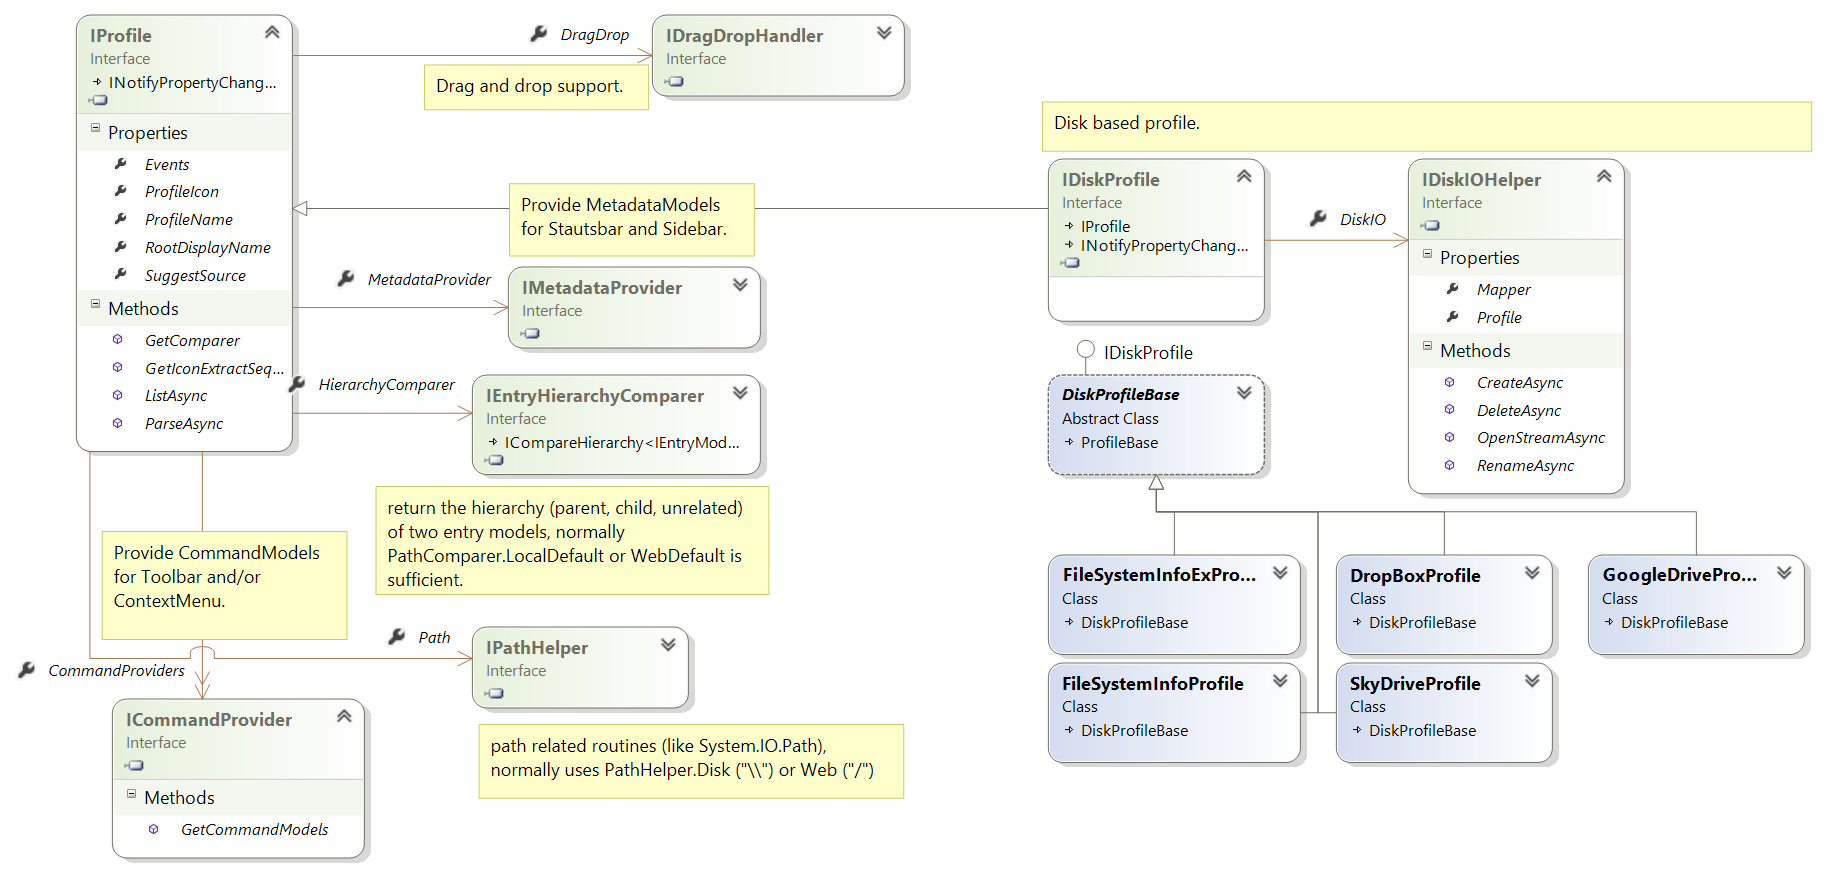 IProfile
Interface
INotifyPropertyChang...
Properties
Events
ProfileIcon
ProfileName
RootDisplayName
SuggestSource
Methods
GetComparer
GetIconExtractSeq...
ListAsync
ParseAsync
DragDrop
IDragDropHandler
Interface
Drag and drop support.
Provide MetadataModels
for Stautsbar and Sidebar.
MetadataProvider
IMetadataProvider
Interface
HierarchyComparer
IEntryHierarchyComparer
Interface
ICompareHierarchy<IEntryMod...
return the hierarchy (parent, child, unrelated)
of two entry models, normally
PathComparer.LocalDefault or WebDefault is
sufficient.
Provide CommandModels
for Toolbar and/or
ContextMenu.
Path
IPathHelper
Interface
path related routines (like System.IO.Path),
normally uses PathHelper.Disk ("\\") or Web ("/")
CommandProviders
ICommandProvider
Interface
Methods
GetCommandModels
Disk based profile.
IDiskProfile
Interface
IProfile
INotifyPropertyChang...
DiskIO
IDiskIOHelper
Interface
Properties
Mapper
Profile
Methods
CreateAsync
DeleteAsync
OpenStreamAsync
RenameAsync
IDiskProfile
DiskProfileBase
Abstract Class
ProfileBase
FileSystemInfoExPro...
Class
DiskProfileBase
DropBoxProfile
Class
DiskProfileBase
GoogleDrivePro...
Class
DiskProfileBase
FileSystemInfoProfile
Class
DiskProfileBase
SkyDriveProfile
Class
DiskProfileBase